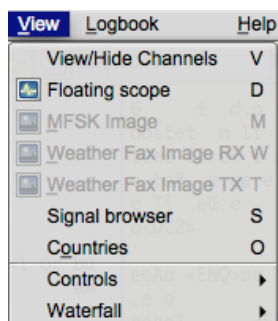 View Logbook Help
View/Hide Channels V
Floating scope D
MFSK Image M
Weather Fax Image RX W
Weather Fax Image TX T
Signal browser S
Countries O
Controls
Waterfall